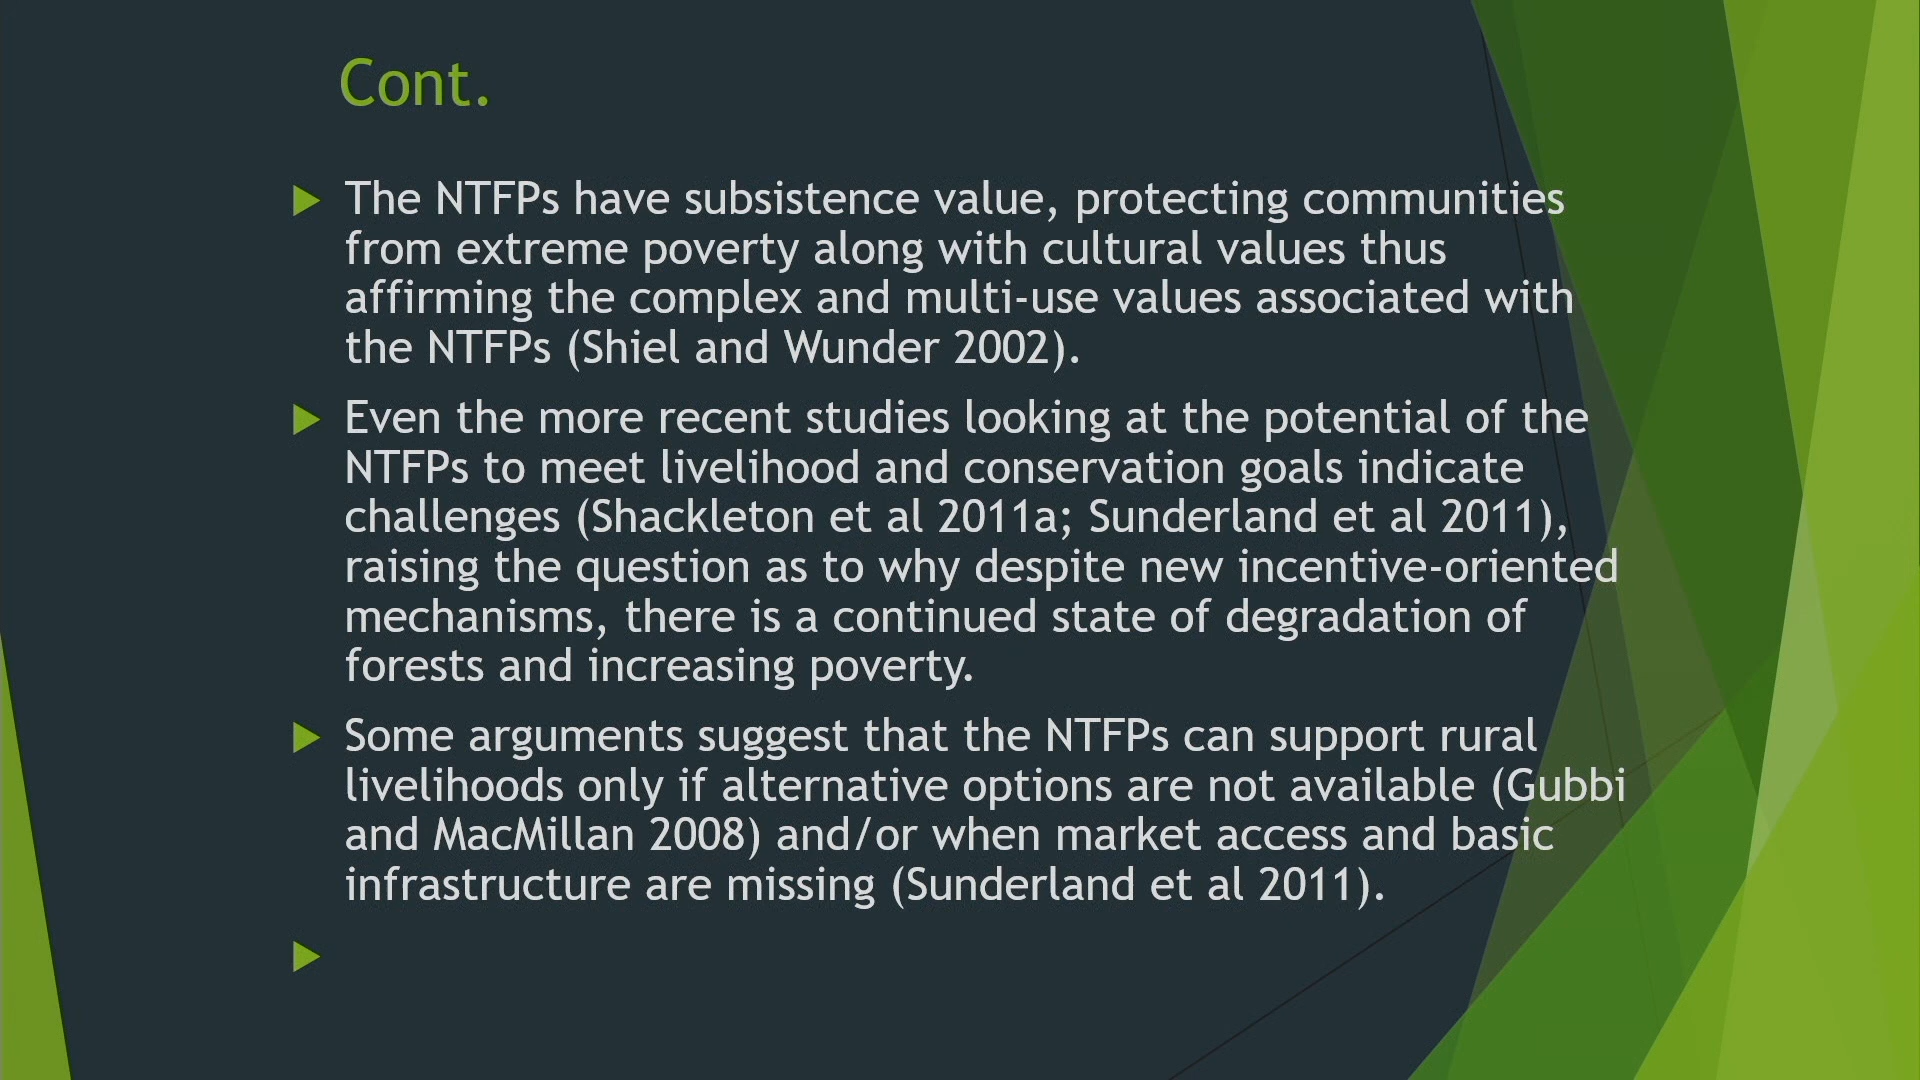 Cont.
The NTFPs have subsistence value, protecting communities
from extreme poverty along with cultural values thus
affirming the complex and multi-use values associated with
the NTFPs (Shiel and Wunder 2002).
Even the more recent studies looking at the potential of the
NTFPs to meet livelihood and conservation goals indicate
challenges (Shackleton et al 2011a; Sunderland et al 2011),
raising the question as to why despite new incentive-oriented
mechanisms, there is a continued state of degradation of
forests and increasing poverty.
Some arguments suggest that the NTFPs can support rural
livelihoods only if alternative options are not available (Gubbi
and MacMillan 2008) and/or when market access and basic
infrastructure are missing (Sunderland et al 2011).